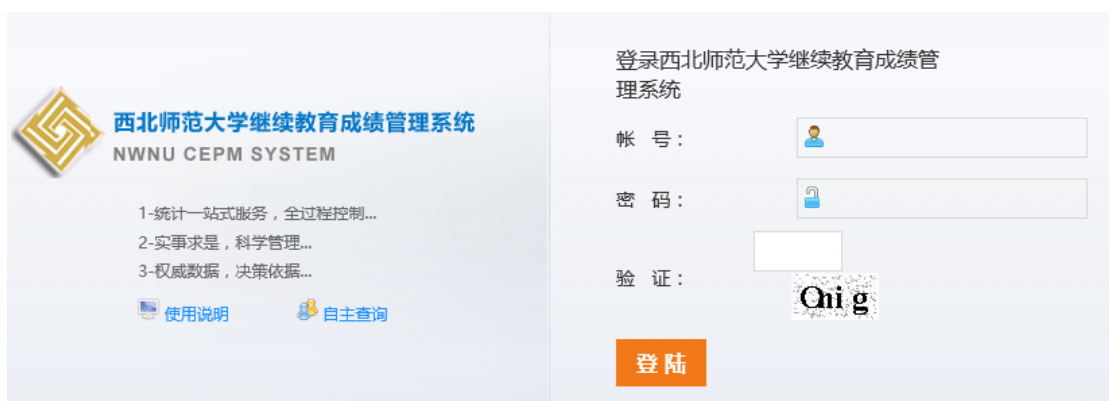 西北师范大学继续教育成绩管理系统
NWNU CEPM SYSTEM
1-统计一站式服务，全过程控制...
2-实事求是，科学管理...
3-权威数据，决策依据...
使用说明 自主查询
登录西北师范大学继续教育成绩管
理系统
帐 号：
密 码：
验 证：
登 陆